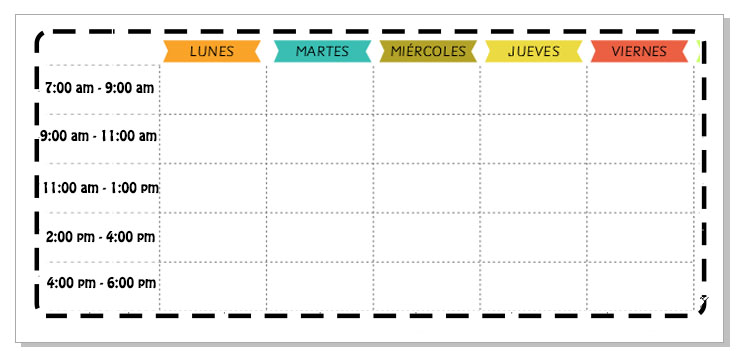 LUNES MARTES MIÉRCOLES JUEVES VIERNES
7:00 am - 9:00 am
9:00 am - 11:00 am
11:00 am - 1:00 pm
2:00 pm - 4:00 pm
4:00 pm - 6:00 pm